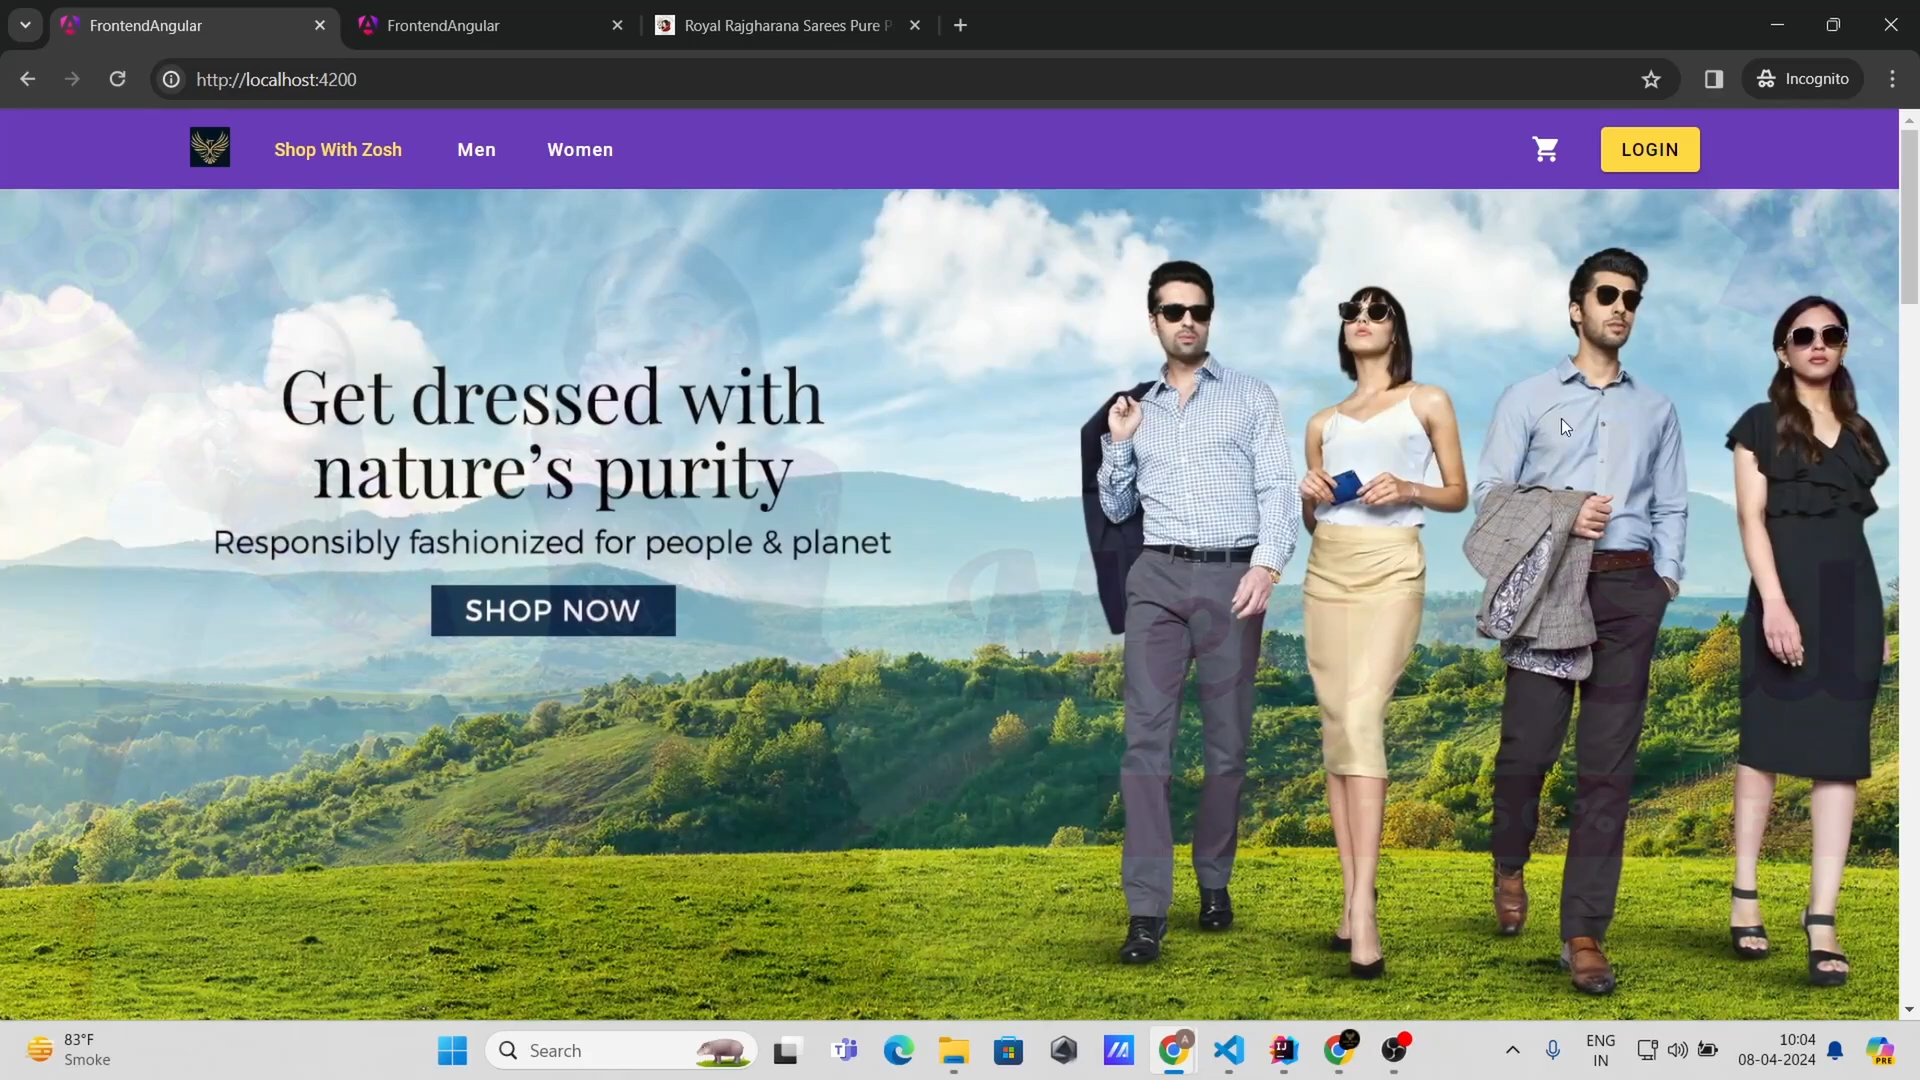 FrontendAngular
FrontendAngular
Royal Rajgharana Sarees Pure P
http://localhost:4200
Incognito
Shop With Zosh
Men
Women
LOGIN
Get dressed with
nature's purity
Responsibly fashionized for people & planet
SHOP NOW
83°F
Smoke
Search
ENG
IN
10:04
08-04-2024
PRE